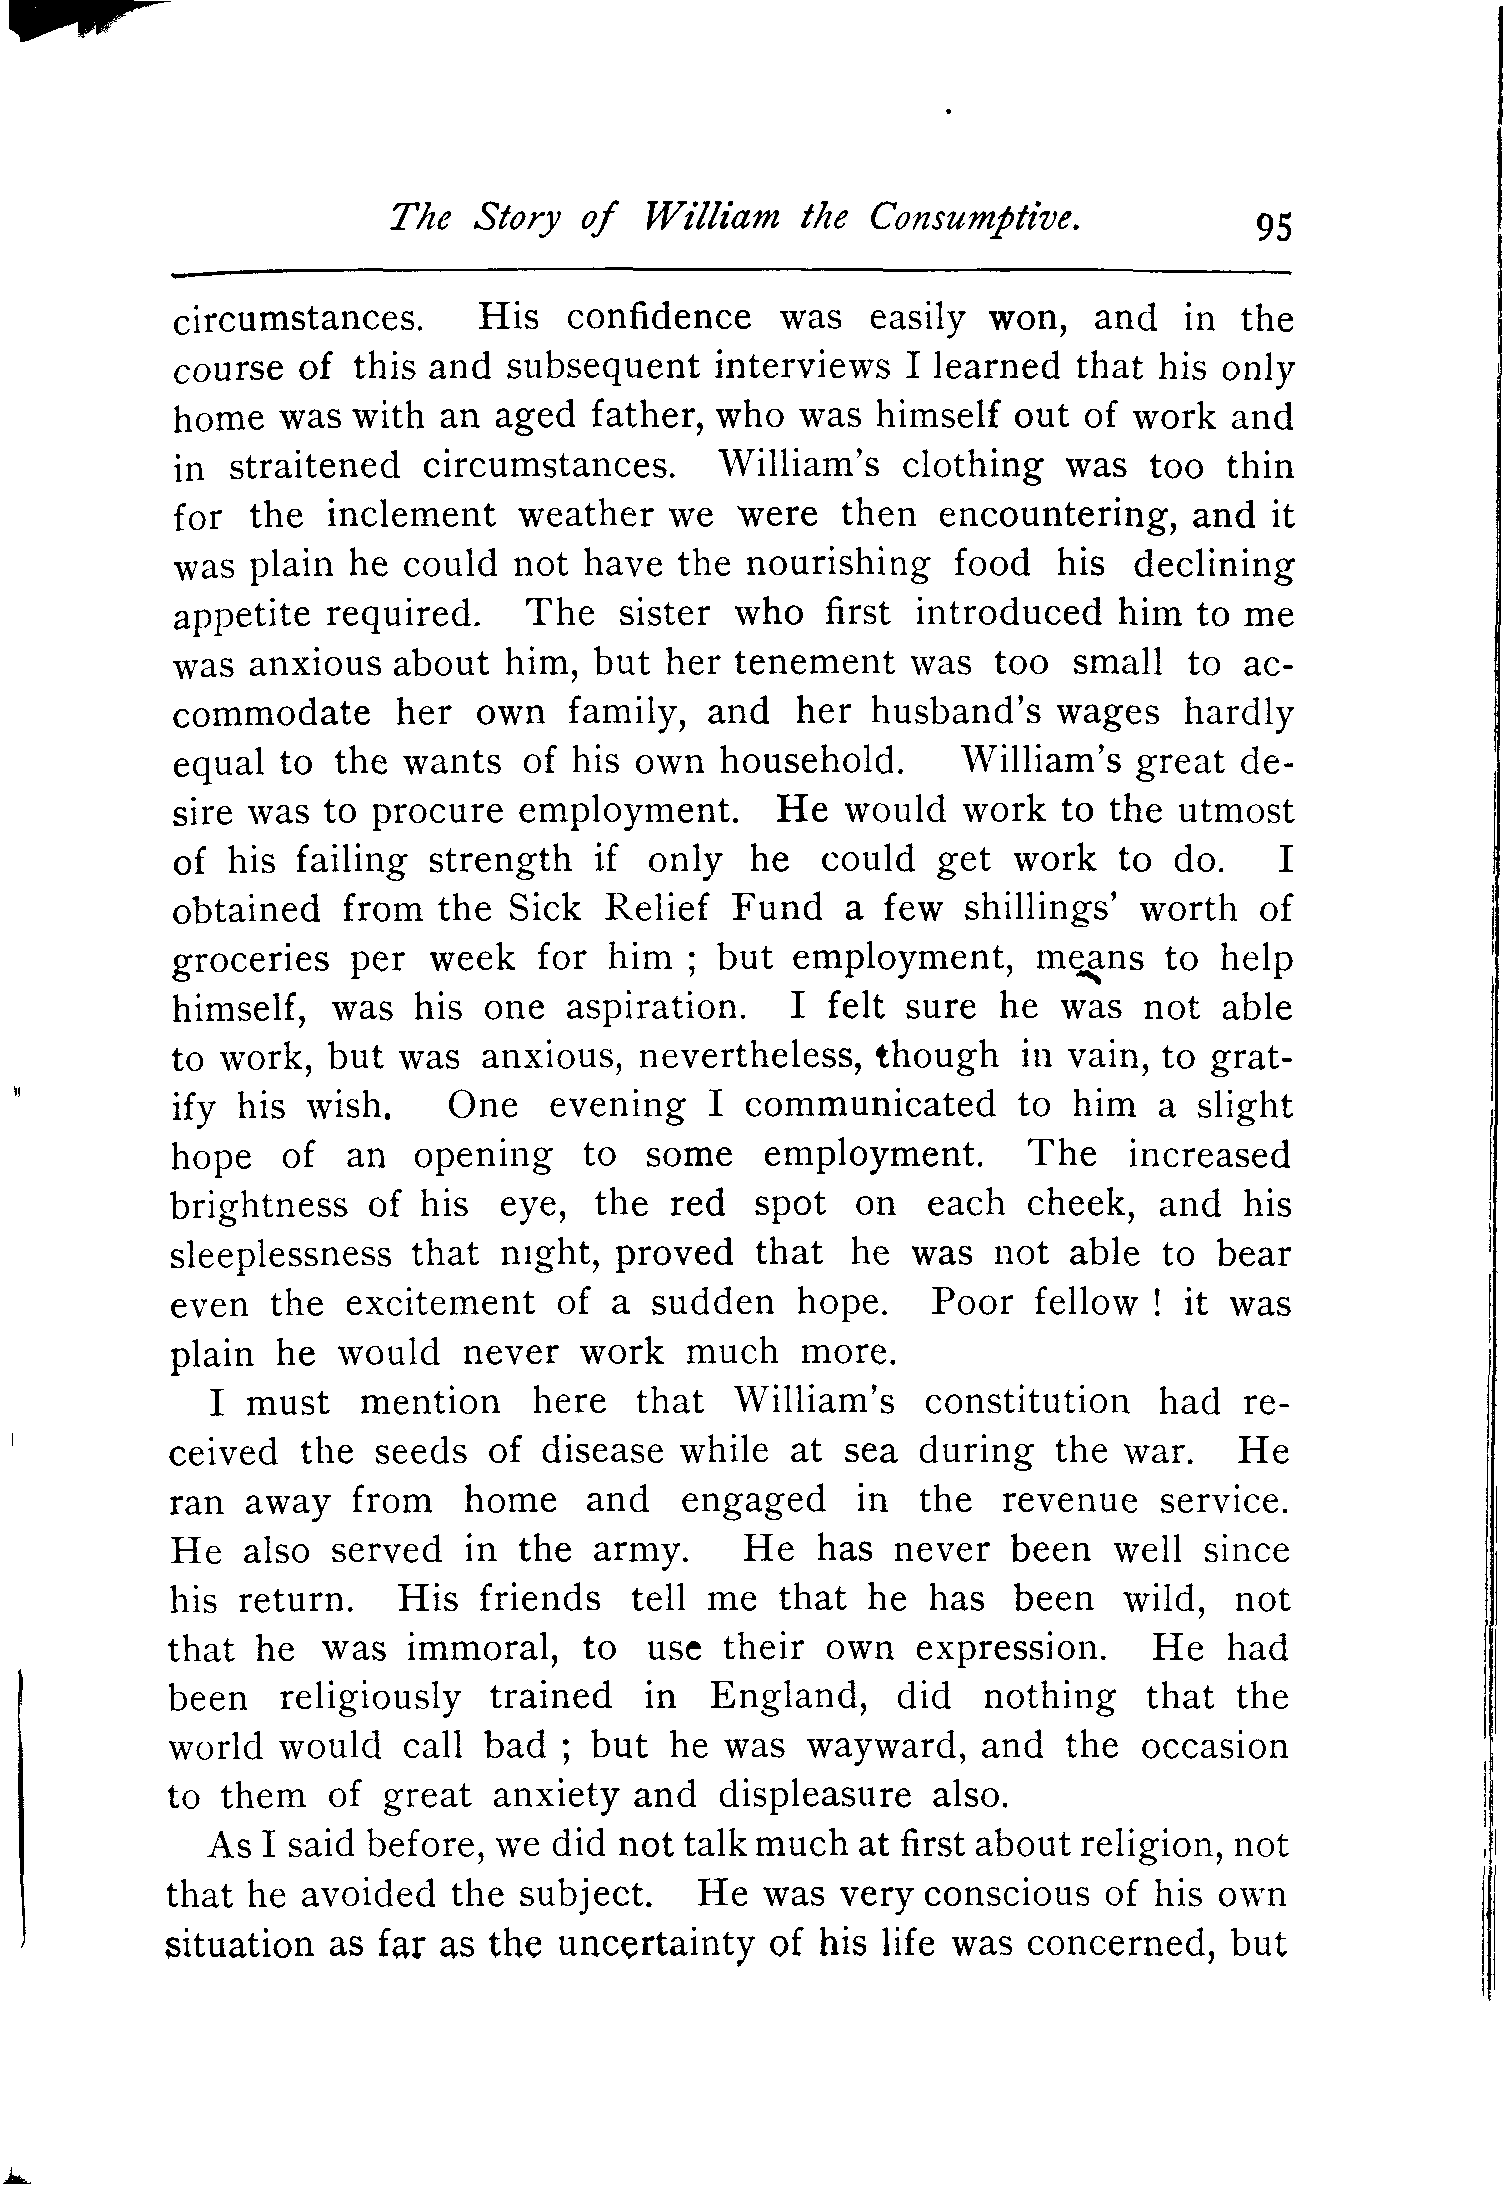 The Story of William the Consumptive. 95
circumstances. His confidence was easily won, and in the
course of this and subsequent interviews I learned that his only
home was with an aged father, who was himself out of work and
in straitened circumstances. William's clothing was too thin
for the inclement weather we were then encountering, and it
was plain he could not have the nourishing food his declining
appetite required. The sister who first introduced him to me
was anxious about him, but her tenement was too small to ac-
commodate her own family, and her husband's wages hardly
equal to the wants of his own household. William's great de-
sire was to procure employment. He would work to the utmost
of his failing strength if only he could get work to do. I
obtained from the Sick Relief Fund a few shillings' worth of
groceries per week for him ; but employment, means to help
himself, was his one aspiration. I felt sure he was not able
to work, but was anxious, nevertheless, though in vain, to grat-
ify his wish. One evening I communicated to him a slight
hope of an opening to some employment. The increased
brightness of his eye, the red spot on each cheek, and his
sleeplessness that night, proved that he was not able to bear
even the excitement of a sudden hope. Poor fellow ! it was
plain he would never work much more.
I must mention here that William's constitution had re-
ceived the seeds of disease while at sea during the war. He
ran away from home and engaged in the revenue service.
He also served in the army. He has never been well since
his return. His friends tell me that he has been wild, not
that he was immoral, to use their own expression. He had
been religiously trained in England, did nothing that the
world would call bad ; but he was wayward, and the occasion
to them of great anxiety and displeasure also.
As I said before, we did not talk much at first about religion, not
that he avoided the subject. He was very conscious of his own
situation as far as the uncertainty of his life was concerned, but